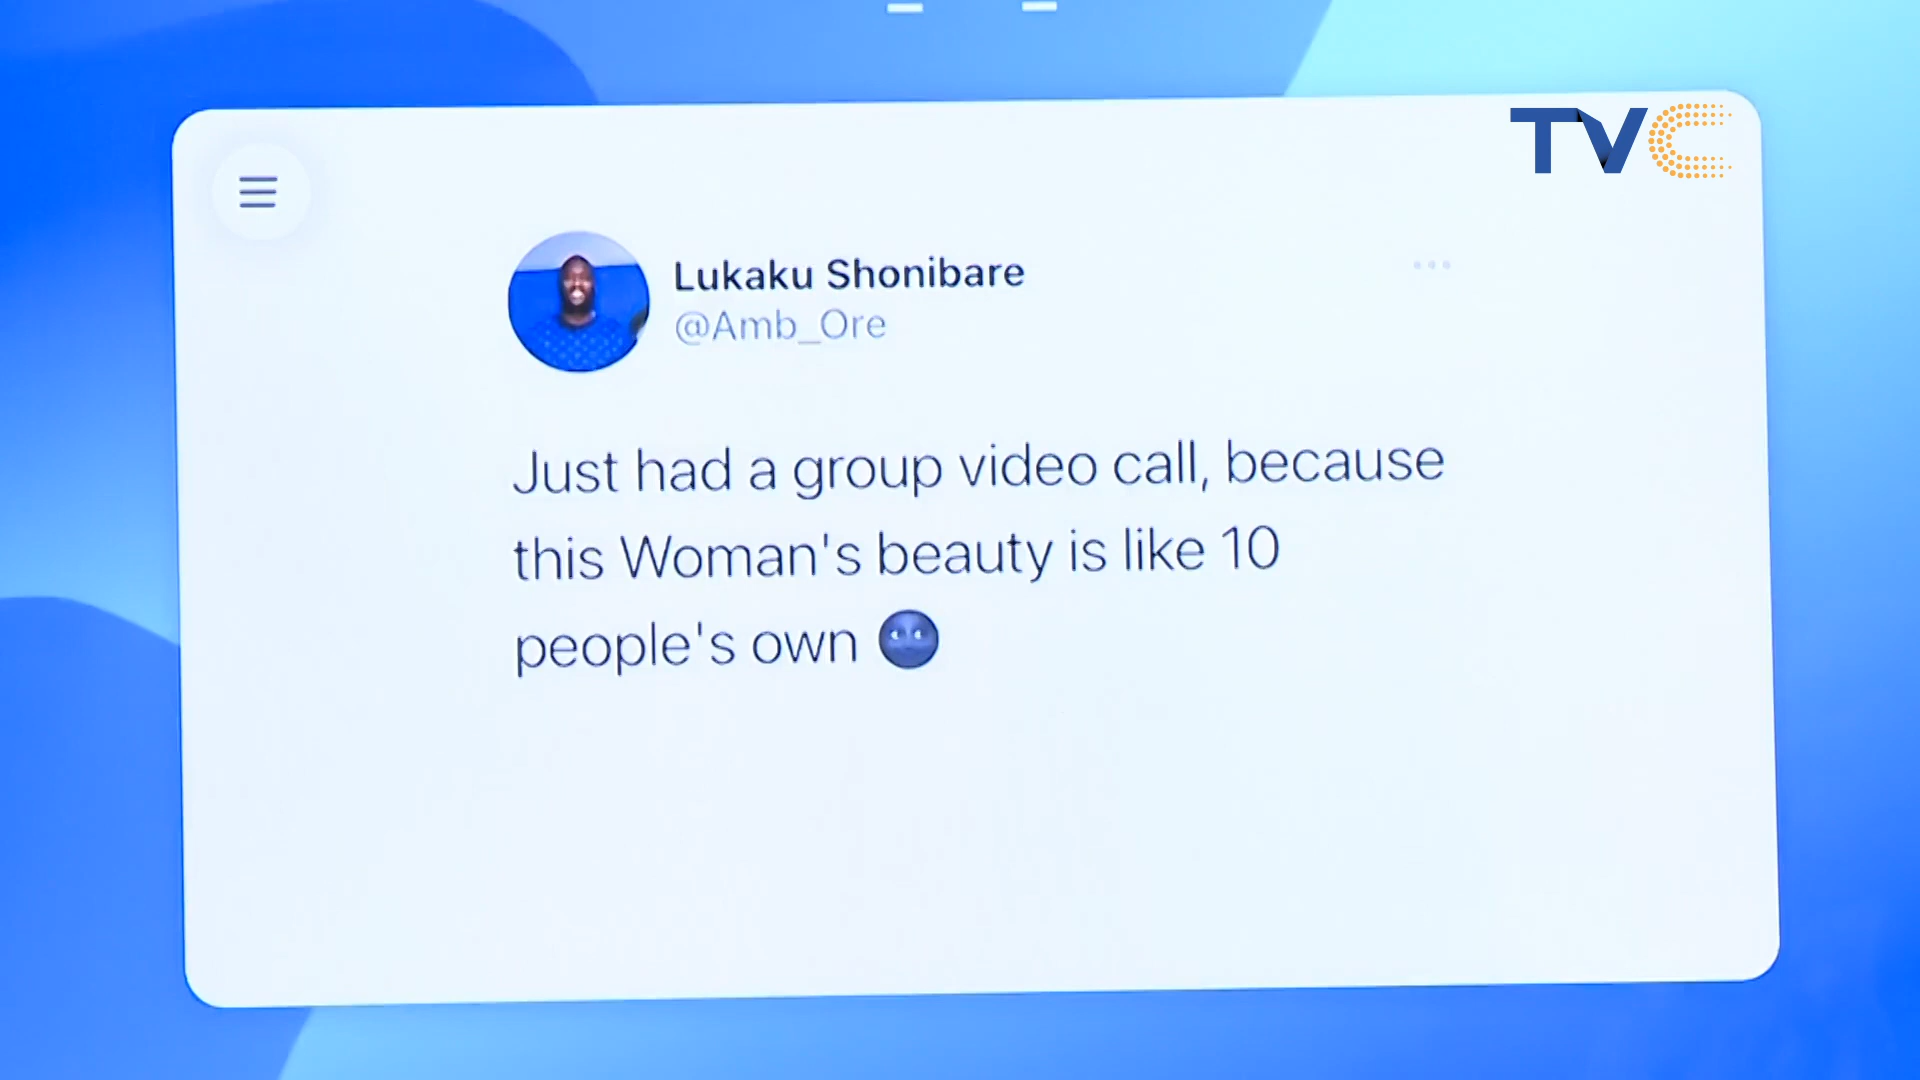 TVC
Lukaku Shonibare
@Amb_Ore
Just had a group video call, because
this Woman's beauty is like 10
people's own 🌚